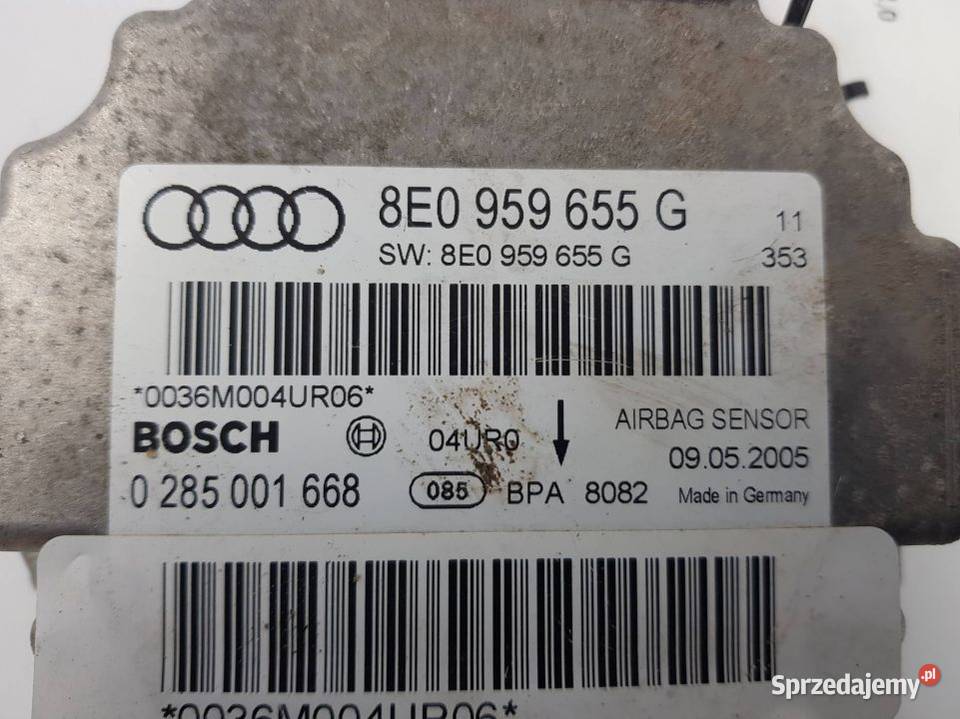 8E0 959 655 G 11
SW: 8E0 959 655 G 353
*0036M004UR06*
BOSCH 04UR0 AIRBAG SENSOR
09.05.2005
0 285 001 668 085 BPA 8082 Made in Germany
*0036M004UR06*
Sprzedajemy.pl